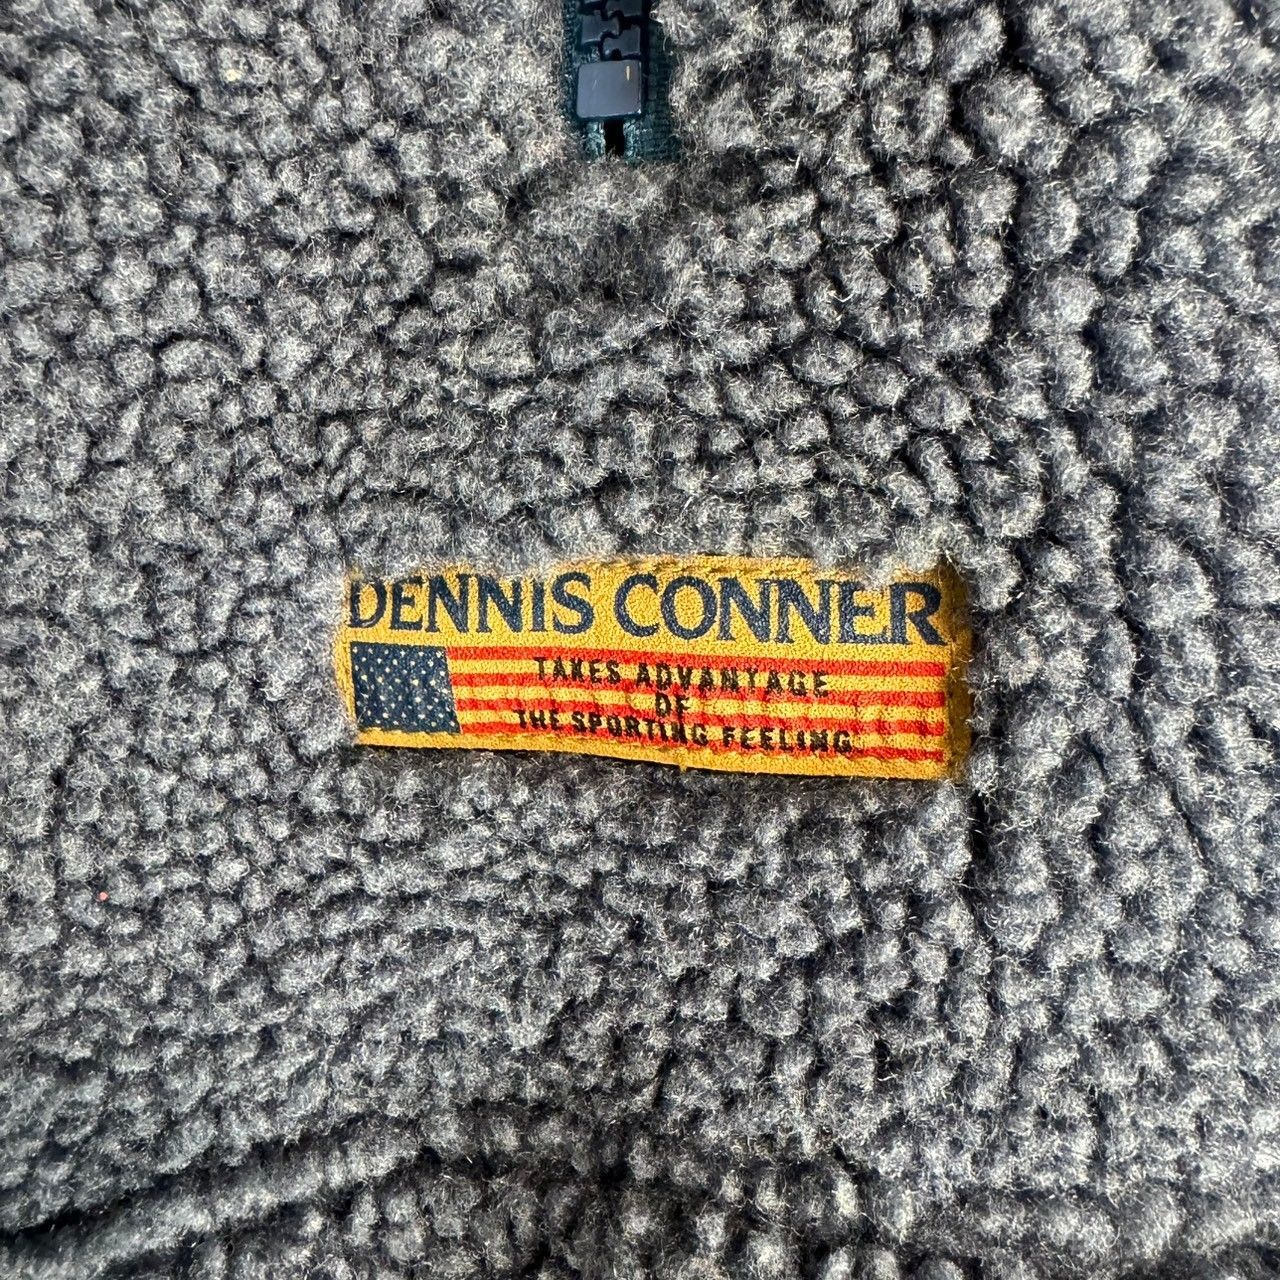 DENNIS CONNER
TAKES ADVANTAGE
OF
THE SPORTING FEELING